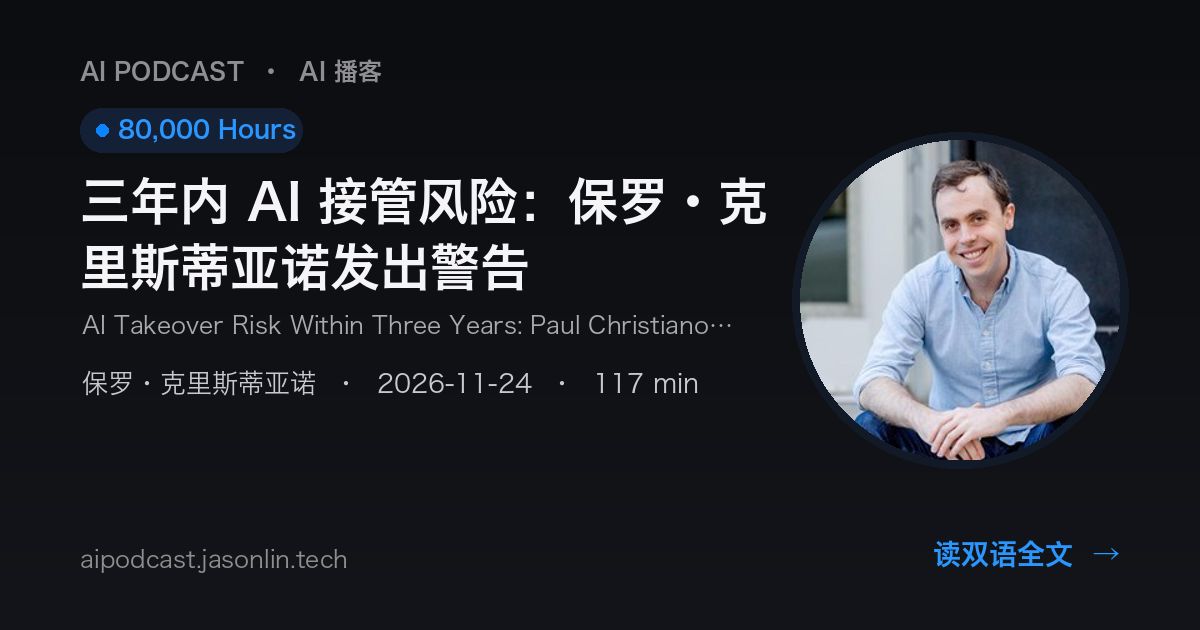 AI PODCAST · AI 播客
80,000 Hours
三年内 AI 接管风险：保罗·克
里斯蒂亚诺发出警告
AI Takeover Risk Within Three Years: Paul Christiano…
保罗·克里斯蒂亚诺 · 2026-11-24 · 117 min
aipodcast.jasonlin.tech
读双语全文 →